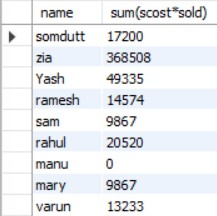 name sum(scost*sold)
somdutt 17200
zia 368508
Yash 49335
ramesh 14574
sam 9867
rahul 20520
manu 0
mary 9867
varun 13233